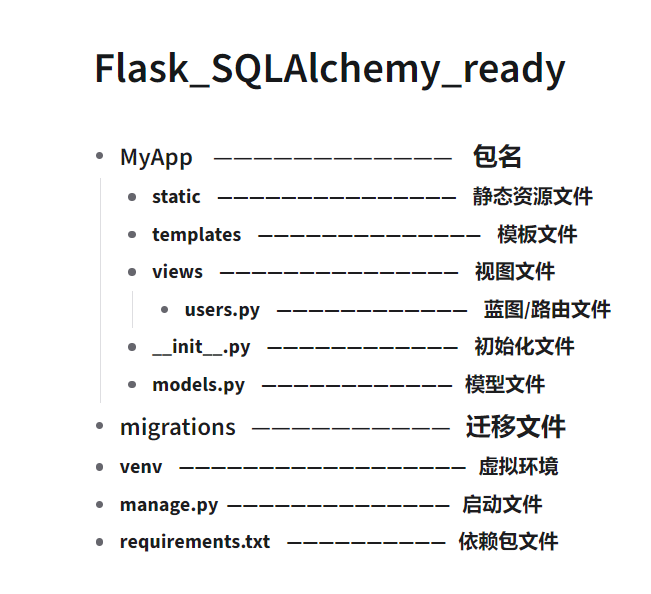 Flask_SQLAlchemy_ready
MyApp ———————————— 包名
static ———————————— 静态资源文件
templates ——————————— 模板文件
views ———————————— 视图文件
users.py —————————— 蓝图/路由文件
__init__.py —————————— 初始化文件
models.py —————————— 模型文件
migrations —————————— 迁移文件
venv ——————————————— 虚拟环境
manage.py ——————————— 启动文件
requirements.txt ———————— 依赖包文件